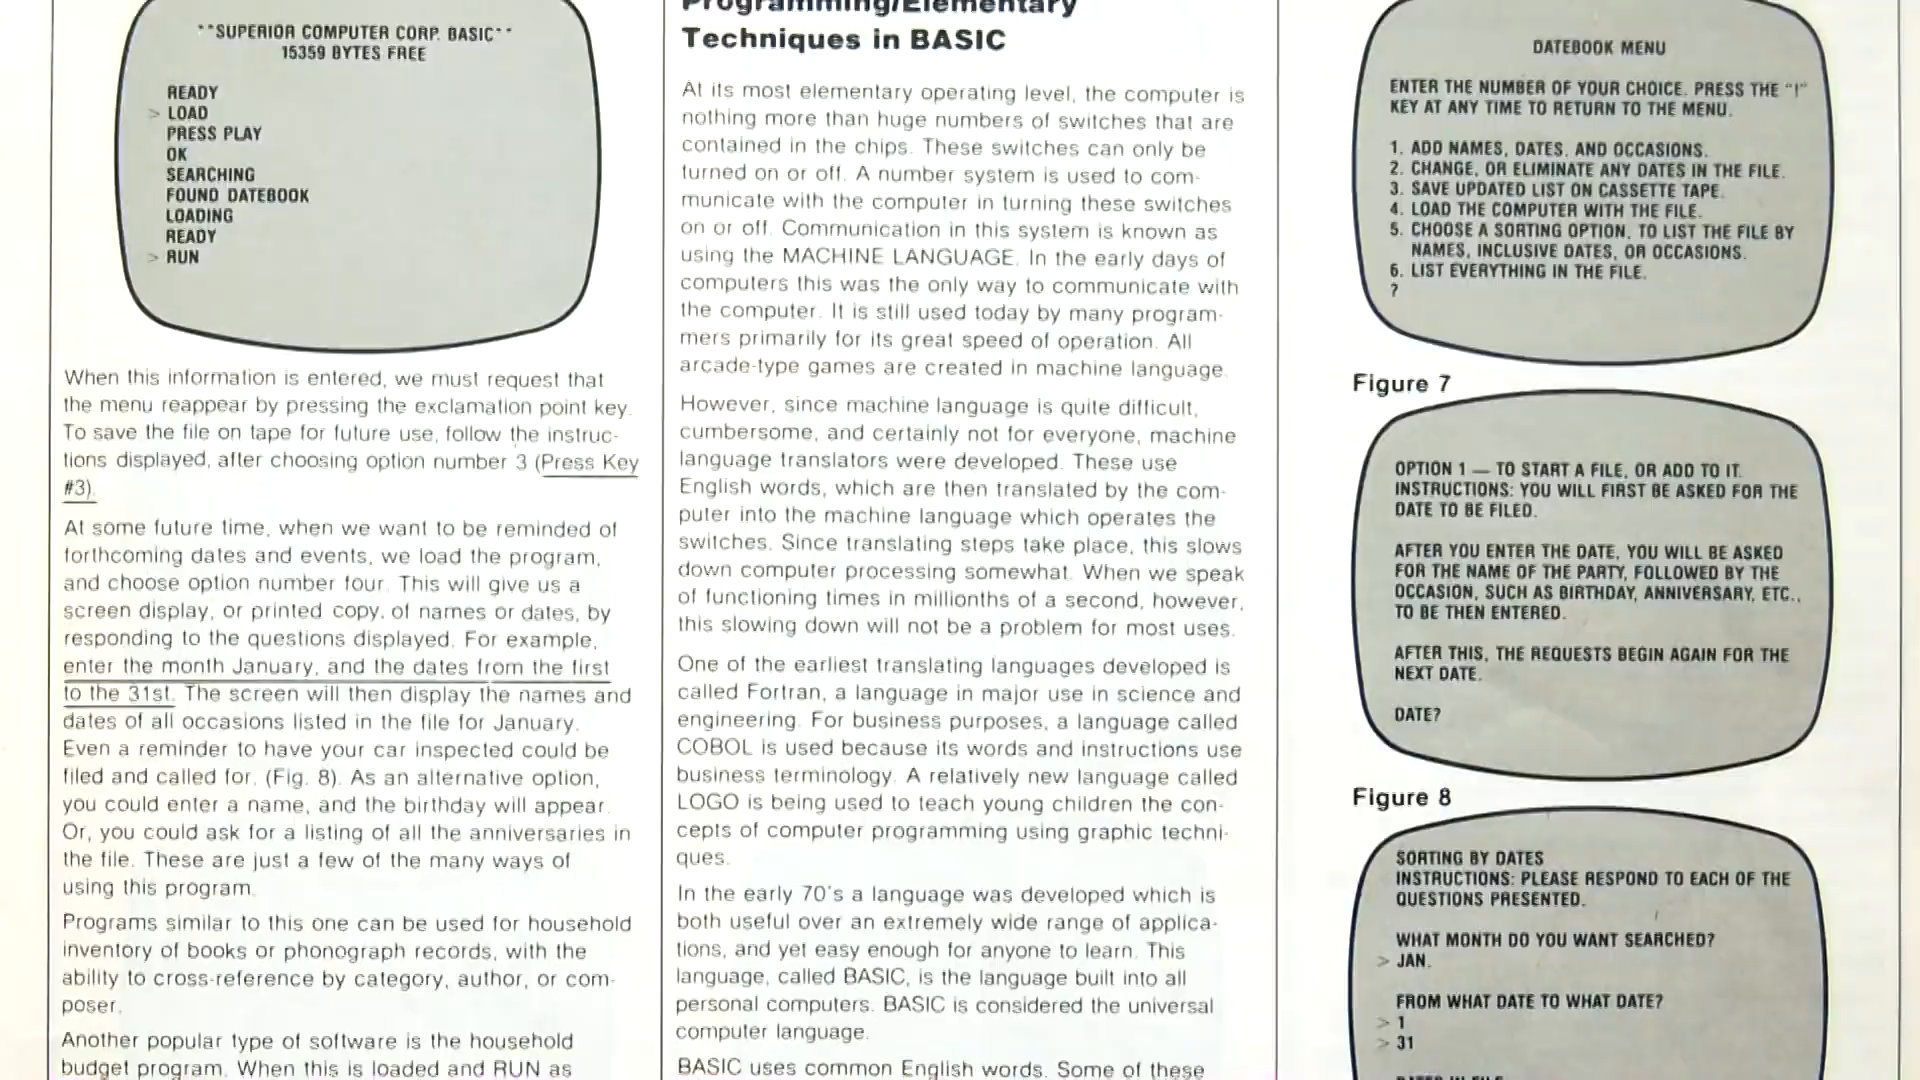 **SUPERIOR COMPUTER CORP. BASIC**
15359 BYTES FREE
READY
> LOAD
PRESS PLAY
OK
SEARCHING
FOUND DATEBOOK
LOADING
READY
> RUN
When this information is entered, we must request that
the menu reappear by pressing the exclamation point key.
To save the file on tape for future use, follow the instruc-
tions displayed, after choosing option number 3 (Press Key
#3).
At some future time, when we want to be reminded of
forthcoming dates and events, we load the program,
and choose option number four. This will give us a
screen display, or printed copy, of names or dates, by
responding to the questions displayed. For example,
enter the month January, and the dates from the first
to the 31st. The screen will then display the names and
dates of all occasions listed in the file for January.
Even a reminder to have your car inspected could be
filed and called for. (Fig. 8). As an alternative option,
you could enter a name, and the birthday will appear.
Or, you could ask for a listing of all the anniversaries in
the file. These are just a few of the many ways of
using this program.
Programs similar to this one can be used for household
inventory of books or phonograph records, with the
ability to cross-reference by category, author, or com-
poser.
Another popular type of software is the household
budget program. When this is loaded and RUN as
Programming/Elementary
Techniques in BASIC
At its most elementary operating level, the computer is
nothing more than huge numbers of switches that are
contained in the chips. These switches can only be
turned on or off. A number system is used to com-
municate with the computer in turning these switches
on or off. Communication in this system is known as
using the MACHINE LANGUAGE. In the early days of
computers this was the only way to communicate with
the computer. It is still used today by many program-
mers primarily for its great speed of operation. All
arcade-type games are created in machine language.
However, since machine language is quite difficult,
cumbersome, and certainly not for everyone, machine
language translators were developed. These use
English words, which are then translated by the com-
puter into the machine language which operates the
switches. Since translating steps take place, this slows
down computer processing somewhat. When we speak
of functioning times in millionths of a second, however,
this slowing down will not be a problem for most uses.
One of the earliest translating languages developed is
called Fortran, a language in major use in science and
engineering. For business purposes, a language called
COBOL is used because its words and instructions use
business terminology. A relatively new language called
LOGO is being used to teach young children the con-
cepts of computer programming using graphic techni-
ques.
In the early 70's a language was developed which is
both useful over an extremely wide range of applica-
tions, and yet easy enough for anyone to learn. This
language, called BASIC, is the language built into all
personal computers. BASIC is considered the universal
computer language.
BASIC uses common English words. Some of these
DATEBOOK MENU
ENTER THE NUMBER OF YOUR CHOICE. PRESS THE "!"
KEY AT ANY TIME TO RETURN TO THE MENU.
1. ADD NAMES, DATES, AND OCCASIONS.
2. CHANGE, OR ELIMINATE ANY DATES IN THE FILE.
3. SAVE UPDATED LIST ON CASSETTE TAPE.
4. LOAD THE COMPUTER WITH THE FILE.
5. CHOOSE A SORTING OPTION, TO LIST THE FILE BY
NAMES, INCLUSIVE DATES, OR OCCASIONS.
6. LIST EVERYTHING IN THE FILE.
?
Figure 7
OPTION 1 — TO START A FILE, OR ADD TO IT.
INSTRUCTIONS: YOU WILL FIRST BE ASKED FOR THE
DATE TO BE FILED.
AFTER YOU ENTER THE DATE, YOU WILL BE ASKED
FOR THE NAME OF THE PARTY, FOLLOWED BY THE
OCCASION, SUCH AS BIRTHDAY, ANNIVERSARY, ETC.,
TO BE THEN ENTERED.
AFTER THIS, THE REQUESTS BEGIN AGAIN FOR THE
NEXT DATE.
DATE?
Figure 8
SORTING BY DATES
INSTRUCTIONS: PLEASE RESPOND TO EACH OF THE
QUESTIONS PRESENTED.
WHAT MONTH DO YOU WANT SEARCHED?
> JAN.
FROM WHAT DATE TO WHAT DATE?
> 1
> 31